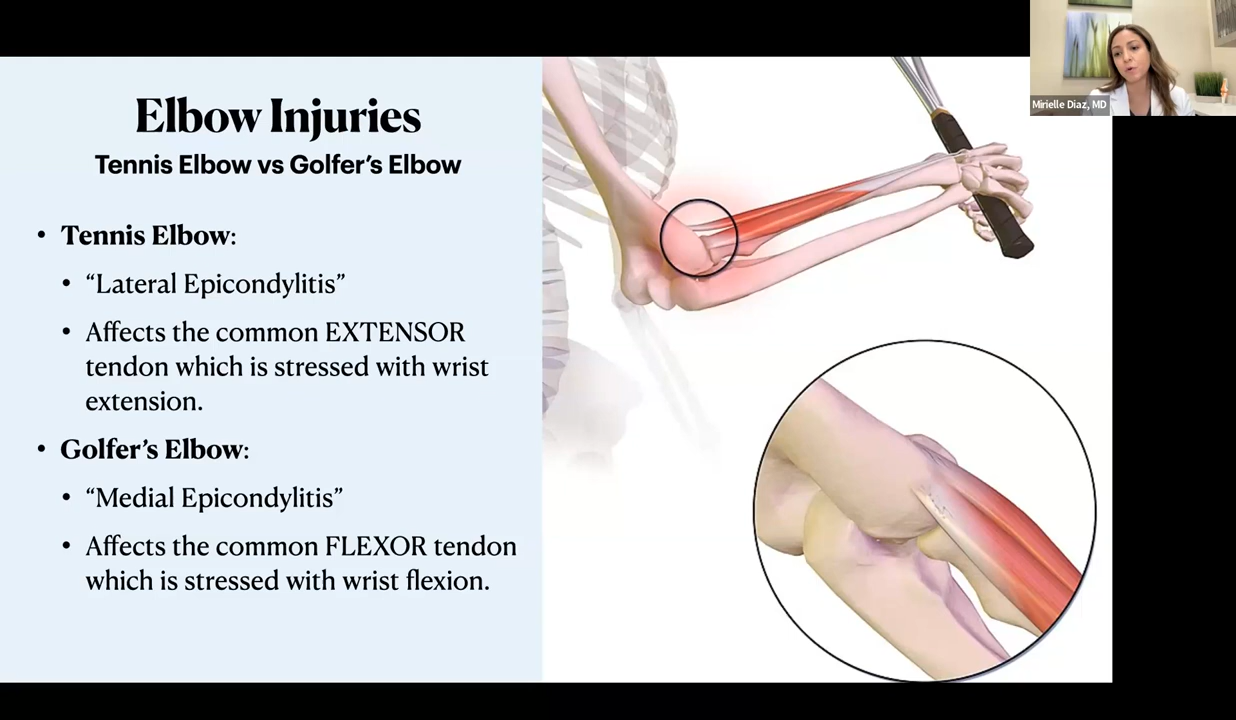 Elbow Injuries
Tennis Elbow vs Golfer’s Elbow
• Tennis Elbow:
• “Lateral Epicondylitis”
• Affects the common EXTENSOR
tendon which is stressed with wrist
extension.
• Golfer’s Elbow:
• “Medial Epicondylitis”
• Affects the common FLEXOR tendon
which is stressed with wrist flexion.
Mirielle Diaz, MD